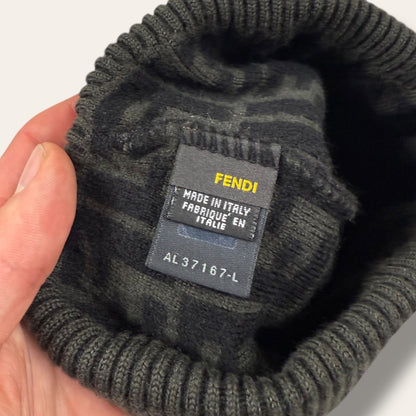 FENDI
MADE IN ITALY
FABRIQUÉ EN
ITALIE
AL37167-L